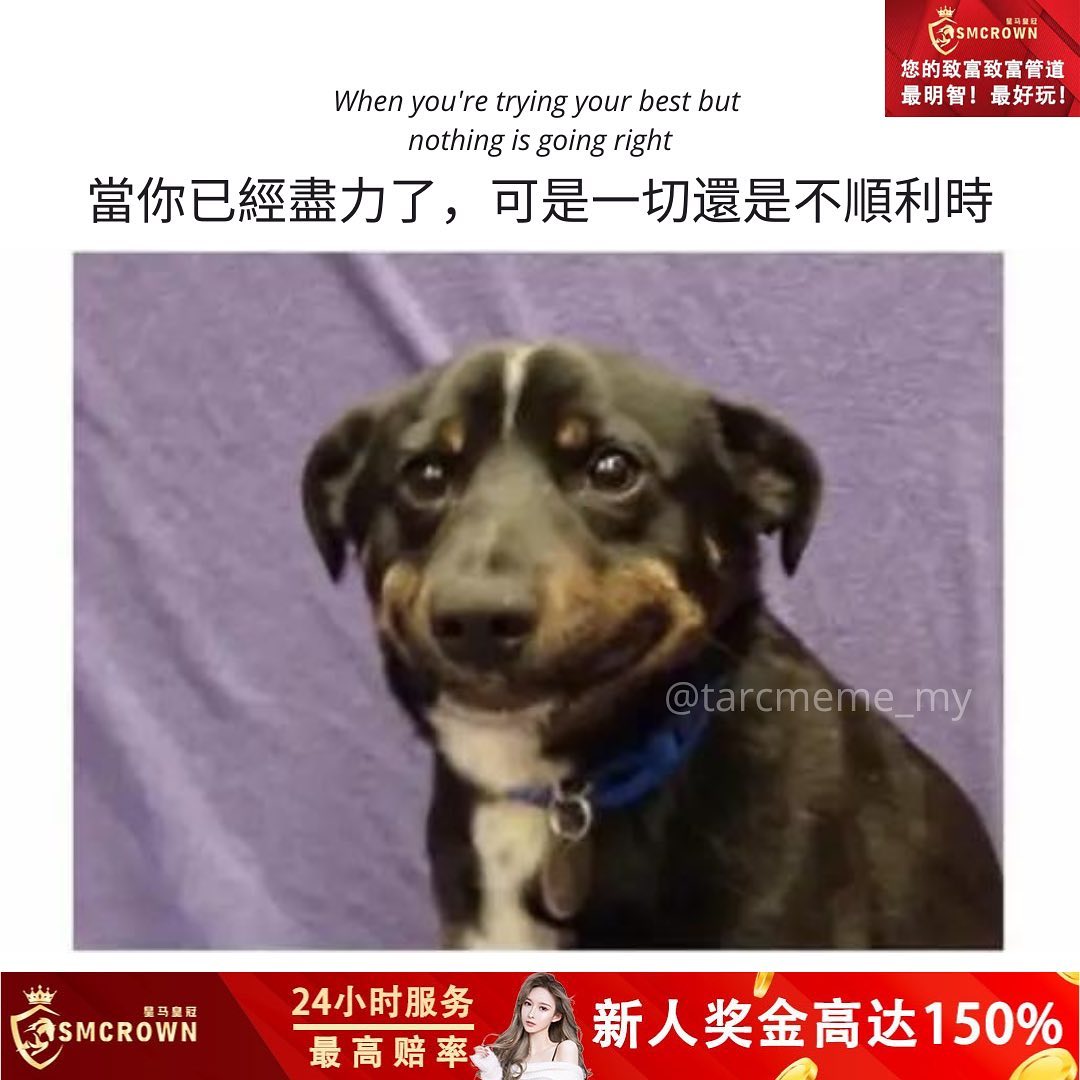 星马皇冠
SMCROWN
您的致富致富管道
最明智！最好玩！
When you're trying your best but
nothing is going right
當你已經盡力了，可是一切還是不順利時
@tarcmeme_my
星马皇冠
SMCROWN
24小时服务
最高赔率
新人奖金高达150%